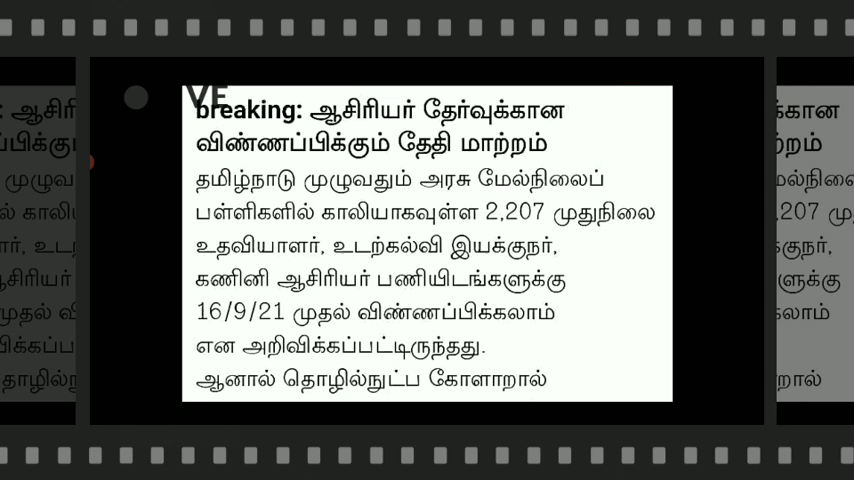 VE
breaking: ஆசிரியர் தேர்வுக்கான
விண்ணப்பிக்கும் தேதி மாற்றம்
தமிழ்நாடு முழுவதும் அரசு மேல்நிலைப்
பள்ளிகளில் காலியாகவுள்ள 2,207 முதுநிலை
உதவியாளர், உடற்கல்வி இயக்குநர்,
கணினி ஆசிரியர் பணியிடங்களுக்கு
16/9/21 முதல் விண்ணப்பிக்கலாம்
என அறிவிக்கப்பட்டிருந்தது.
ஆனால் தொழில்நுட்ப கோளாறால்